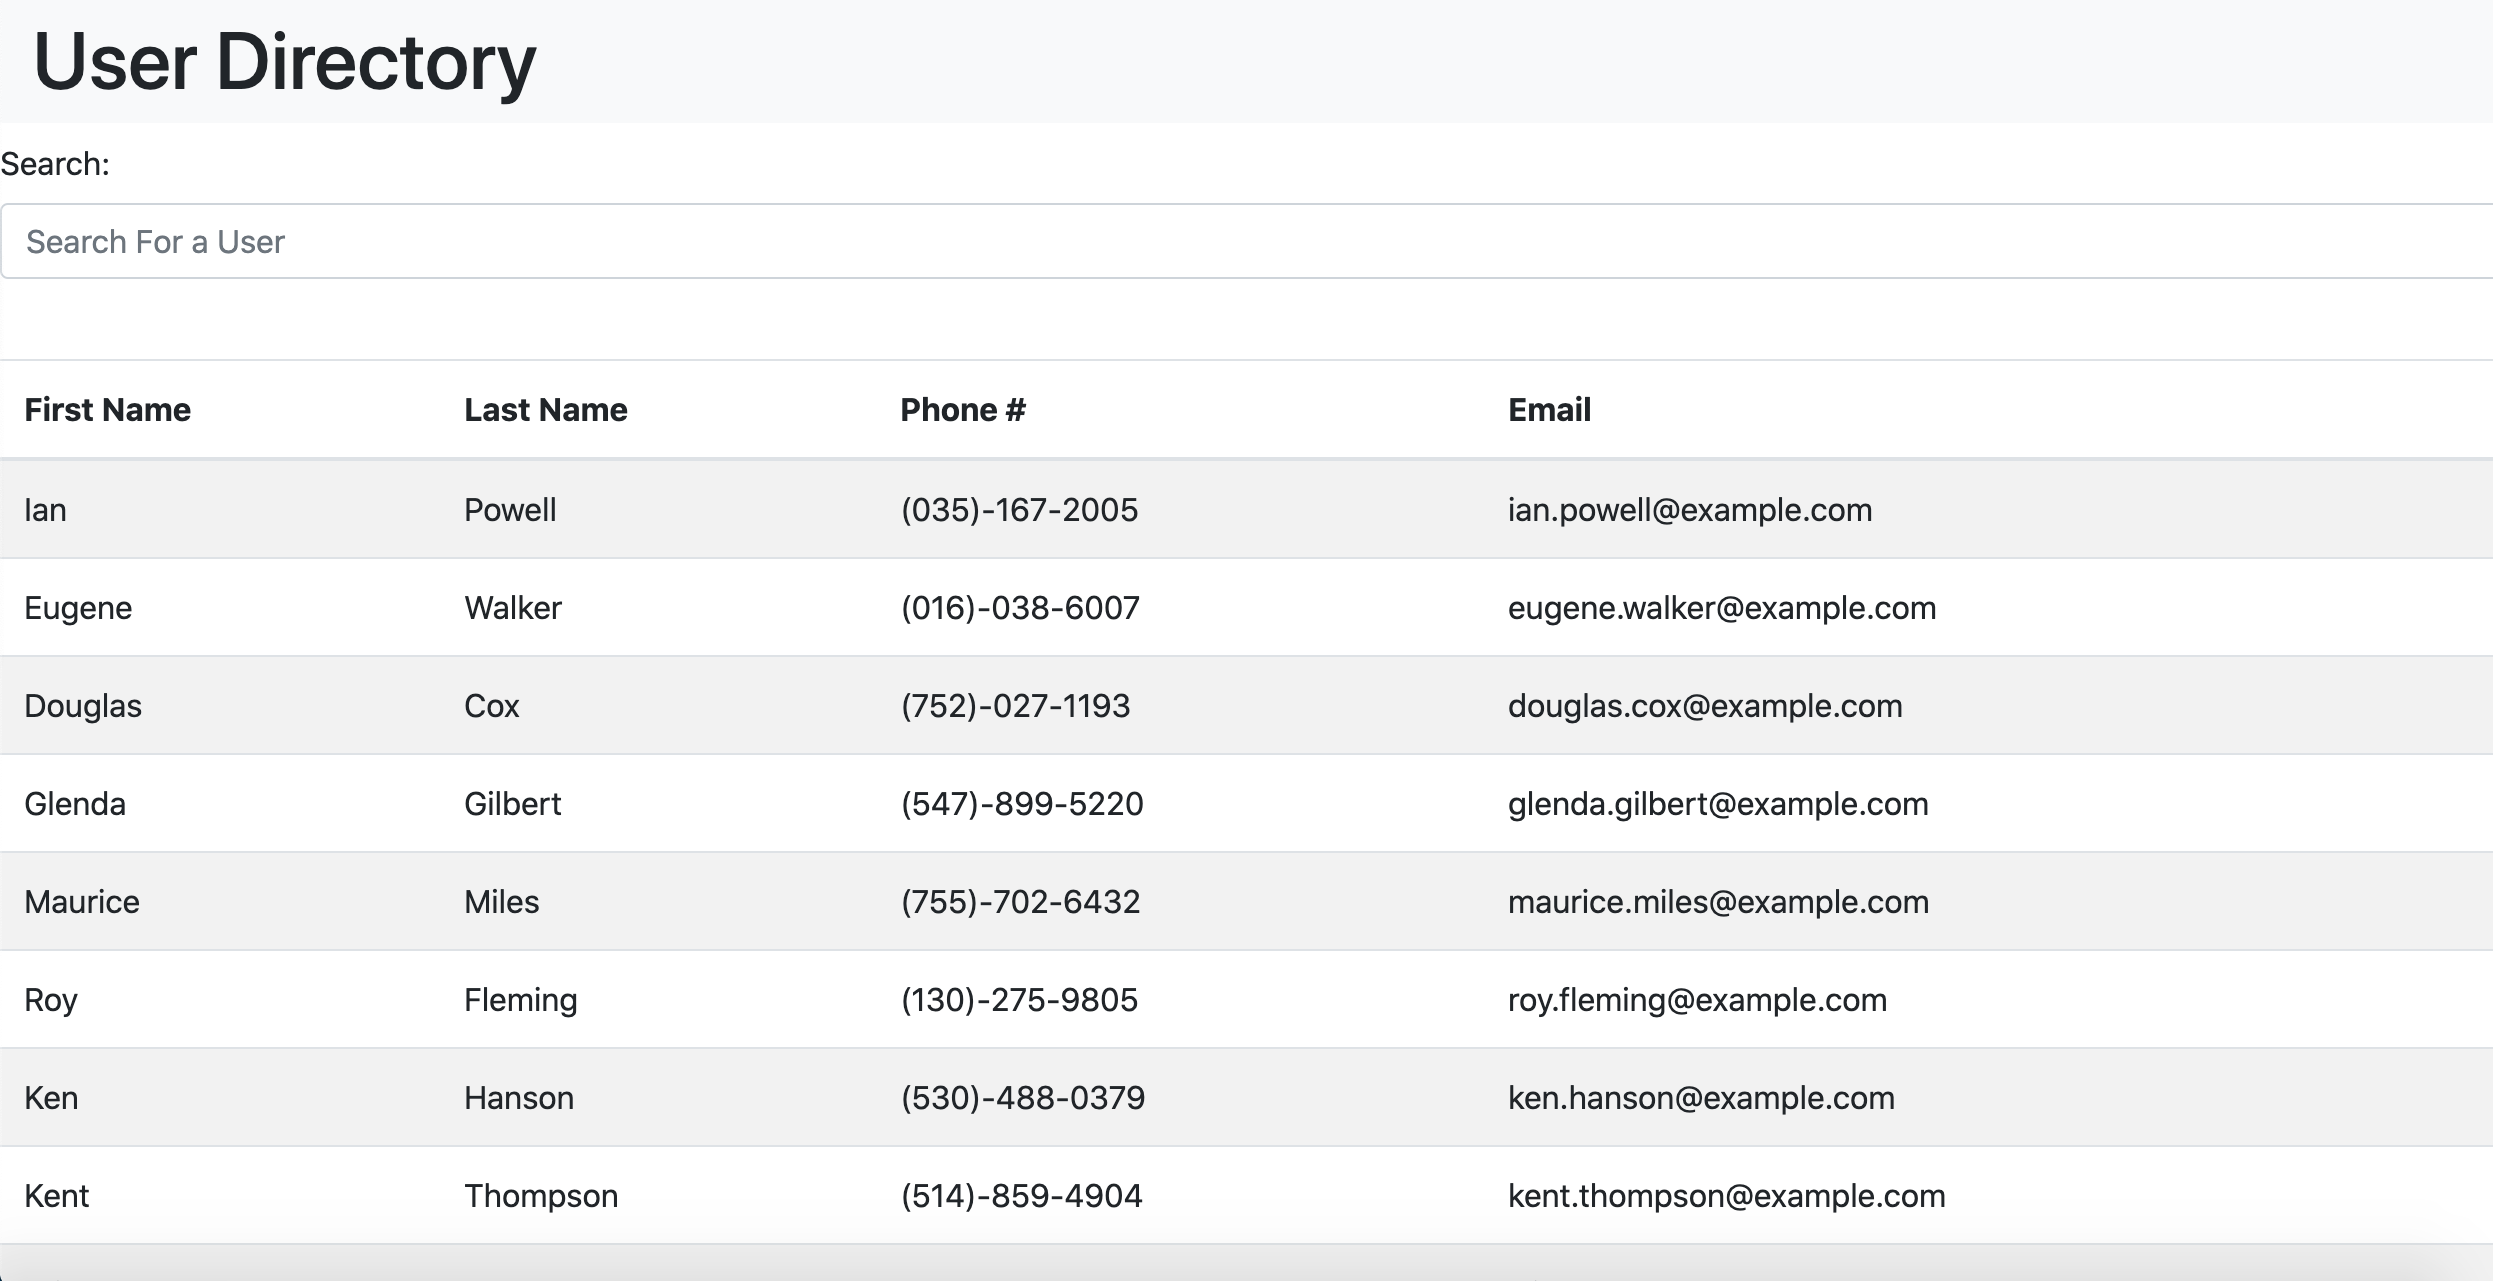 User Directory
Search:
Search For a User
First Name Last Name Phone # Email
Ian Powell (035)-167-2005 ian.powell@example.com
Eugene Walker (016)-038-6007 eugene.walker@example.com
Douglas Cox (752)-027-1193 douglas.cox@example.com
Glenda Gilbert (547)-899-5220 glenda.gilbert@example.com
Maurice Miles (755)-702-6432 maurice.miles@example.com
Roy Fleming (130)-275-9805 roy.fleming@example.com
Ken Hanson (530)-488-0379 ken.hanson@example.com
Kent Thompson (514)-859-4904 kent.thompson@example.com